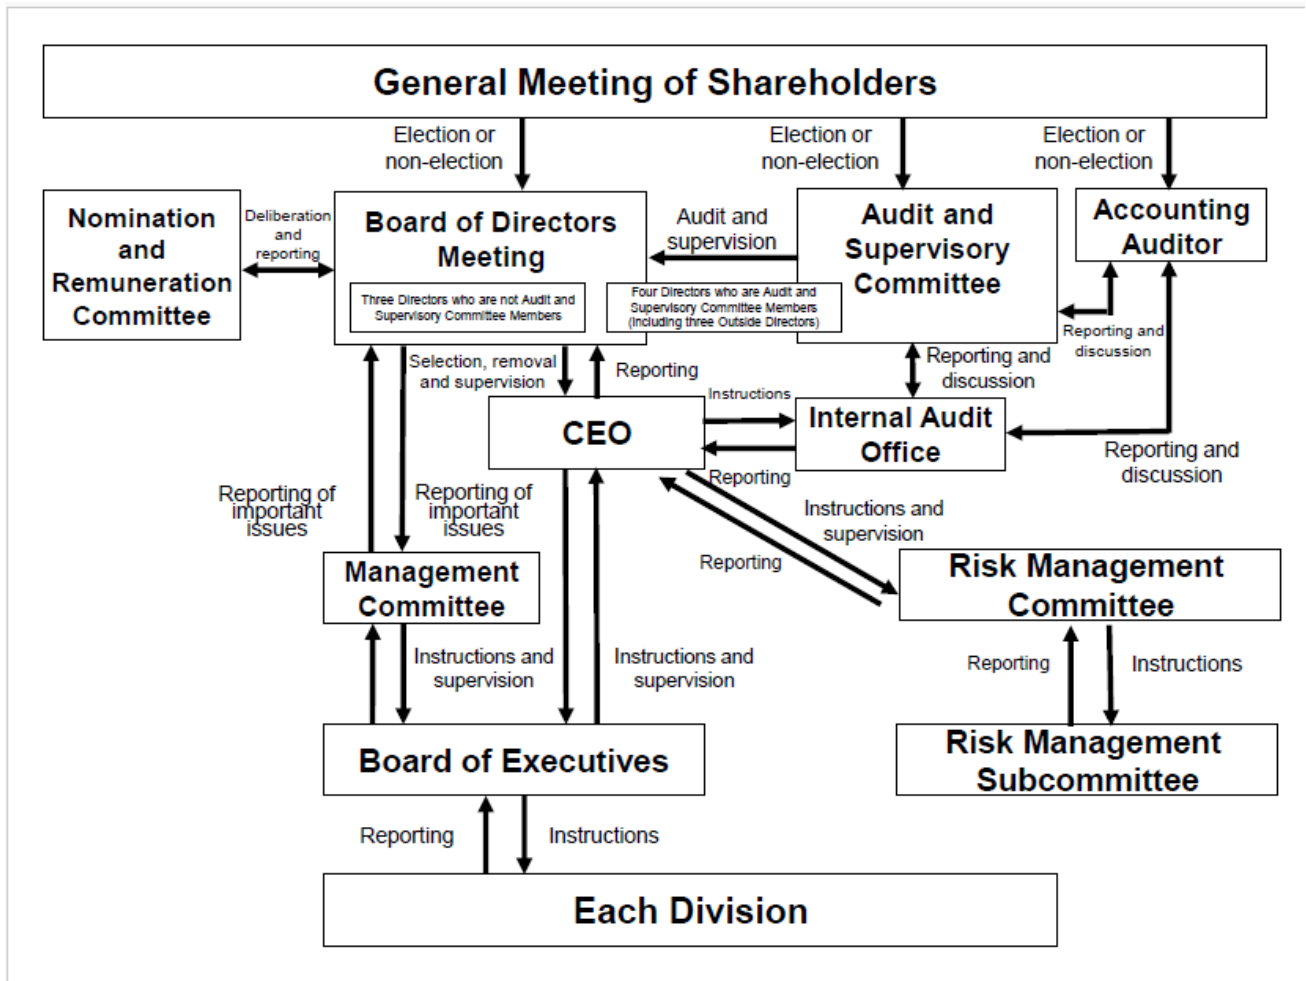 General Meeting of Shareholders
Election or
non-election
Election or
non-election
Election or
non-election
Nomination
and
Remuneration
Committee
Deliberation
and
reporting
Board of Directors
Meeting
Three Directors who are not Audit and
Supervisory Committee Members
Audit and
supervision
Four Directors who are Audit and
Supervisory Committee Members
(including three Outside Directors)
Audit and
Supervisory
Committee
Accounting
Auditor
Reporting and
discussion
Selection, removal
and supervision
Reporting
Reporting and
discussion
CEO
Instructions
Reporting
Internal Audit
Office
Reporting and
discussion
Reporting of
important
issues
Reporting of
important
issues
Instructions and
supervision
Reporting
Management
Committee
Risk Management
Committee
Instructions and
supervision
Instructions and
supervision
Reporting
Instructions
Board of Executives
Risk Management
Subcommittee
Reporting
Instructions
Each Division